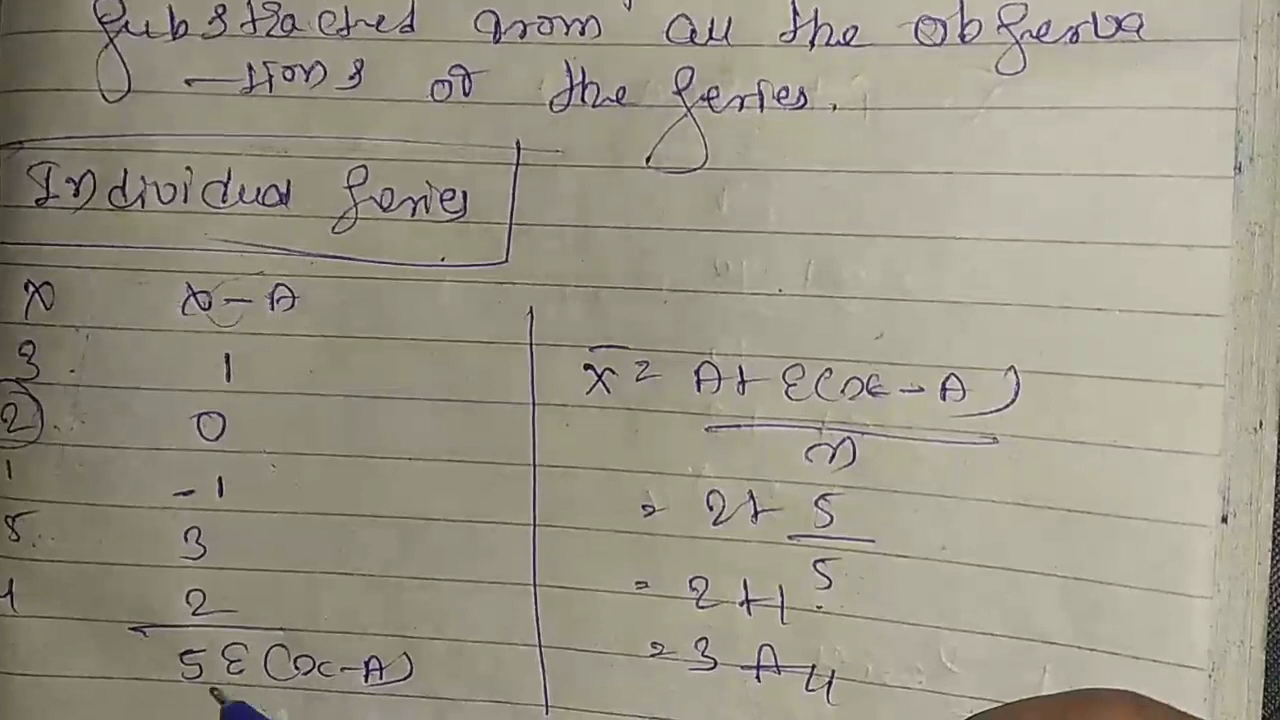 Substracted from all the observa
-tions of the series.
Individual series
x x-A
3 1
2 0
1 -1
5 3
4 2
5 Σ(x-A)
x̄ = A+ Σ(x-A)
n
= 2+ 5
5
= 2+1
= 3